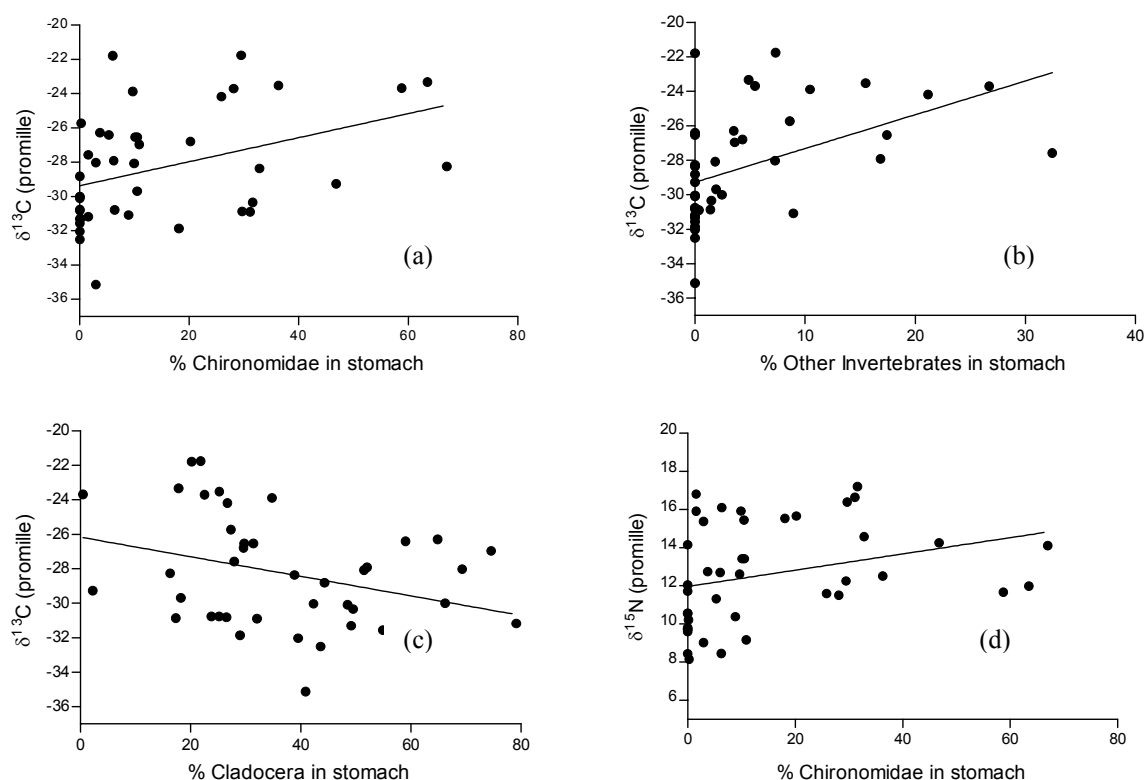 -20
-22
-24
-26
-28
-30
-32
-34
-36
δ13C (promille)
(a)
0 20 40 60 80
% Chironomidae in stomach
-20
-22
-24
-26
-28
-30
-32
-34
-36
δ13C (promille)
(b)
0 10 20 30 40
% Other Invertebrates in stomach
-20
-22
-24
-26
-28
-30
-32
-34
-36
δ13C (promille)
(c)
0 20 40 60 80
% Cladocera in stomach
20
18
16
14
12
10
8
6
δ15N (promille)
(d)
0 20 40 60 80
% Chironomidae in stomach